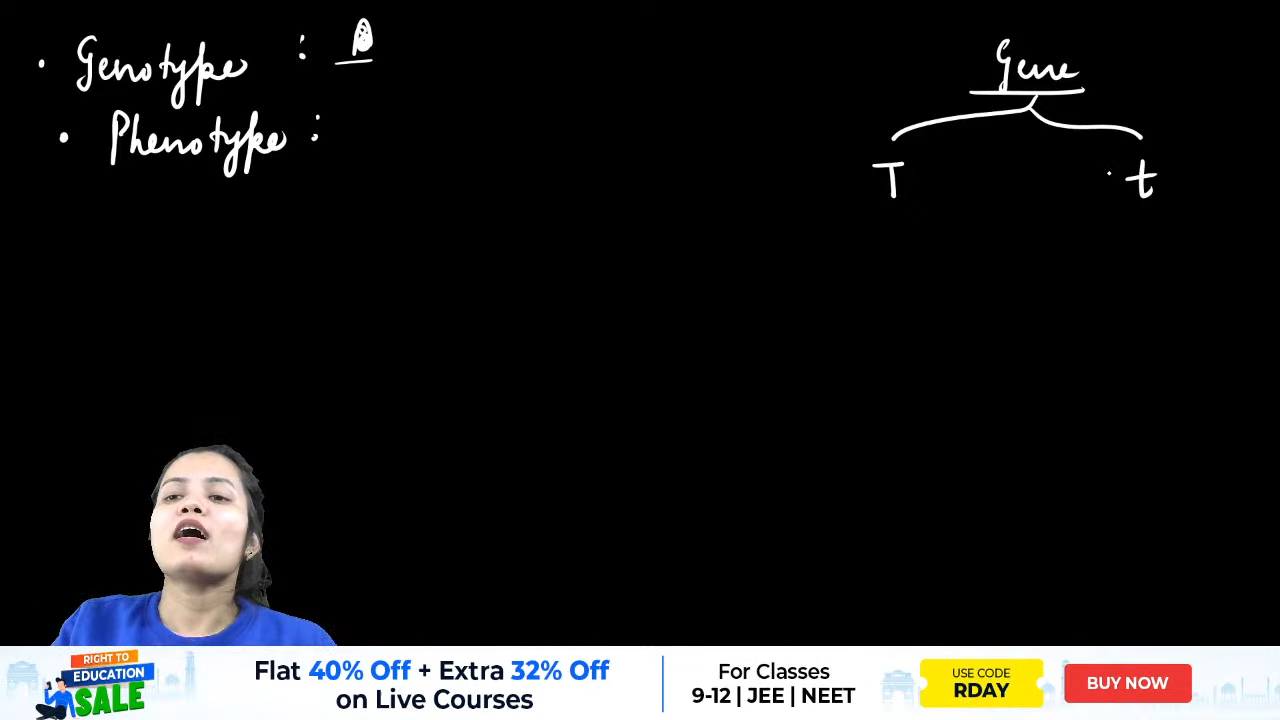 • Genotype :
• Phenotype :
Gene
T t
RIGHT TO
EDUCATION
SALE
Flat 40% Off + Extra 32% Off
on Live Courses
For Classes
9-12 | JEE | NEET
USE CODE
RDAY
BUY NOW